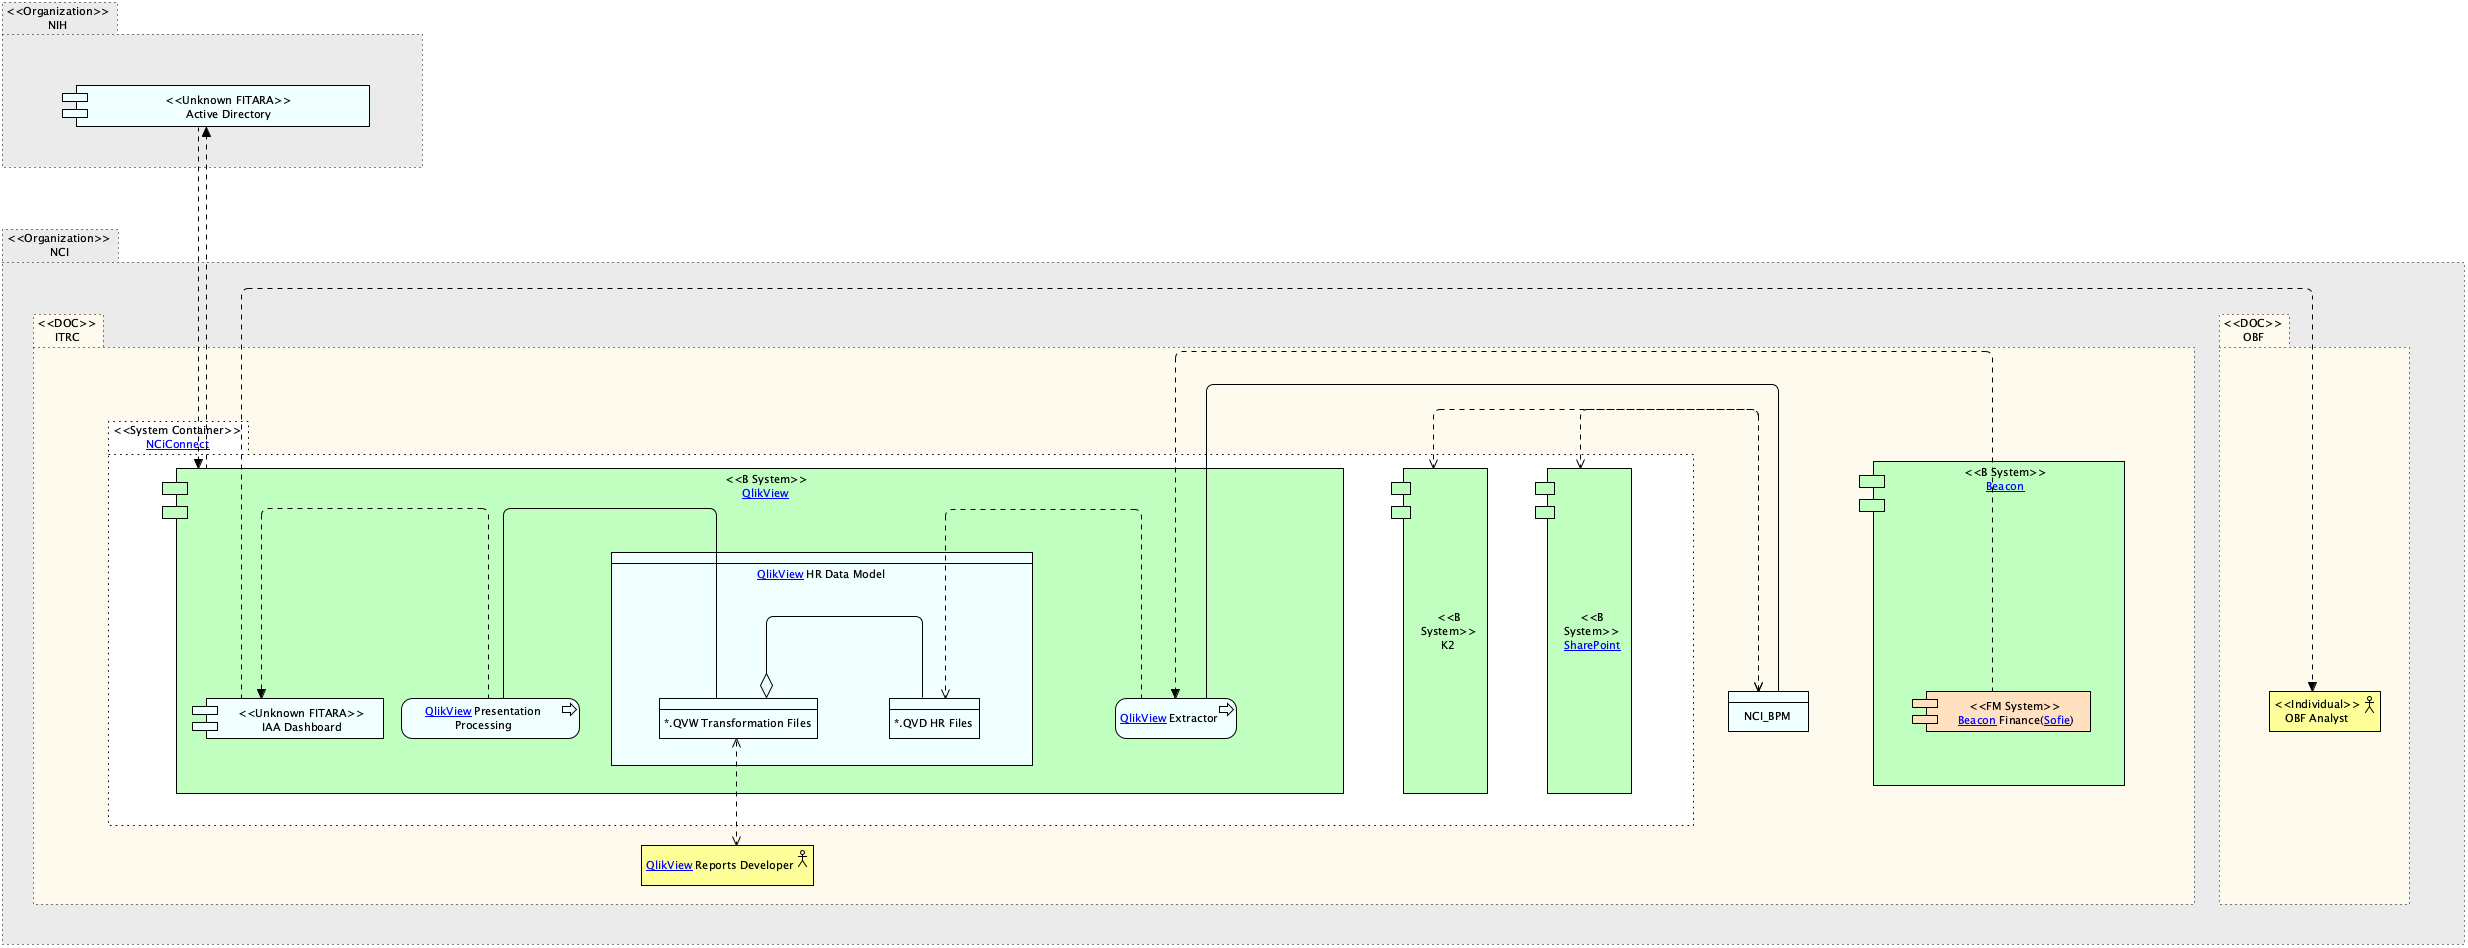 <<Organization>>
NIH
<<Unknown FITARA>>
Active Directory
<<Organization>>
NCI
<<DOC>>
ITRC
<<DOC>>
OBF
<<System Container>>
NCiConnect
<<B System>>
QlikView
<<B System>>
Beacon
QlikView HR Data Model
<<B
System>>
K2
<<B
System>>
SharePoint
<<Unknown FITARA>>
IAA Dashboard
QlikView Presentation
Processing
*.QVW Transformation Files
*.QVD HR Files
QlikView Extractor
NCI_BPM
<<FM System>>
Beacon Finance(Sofie)
<<Individual>>
OBF Analyst
QlikView Reports Developer